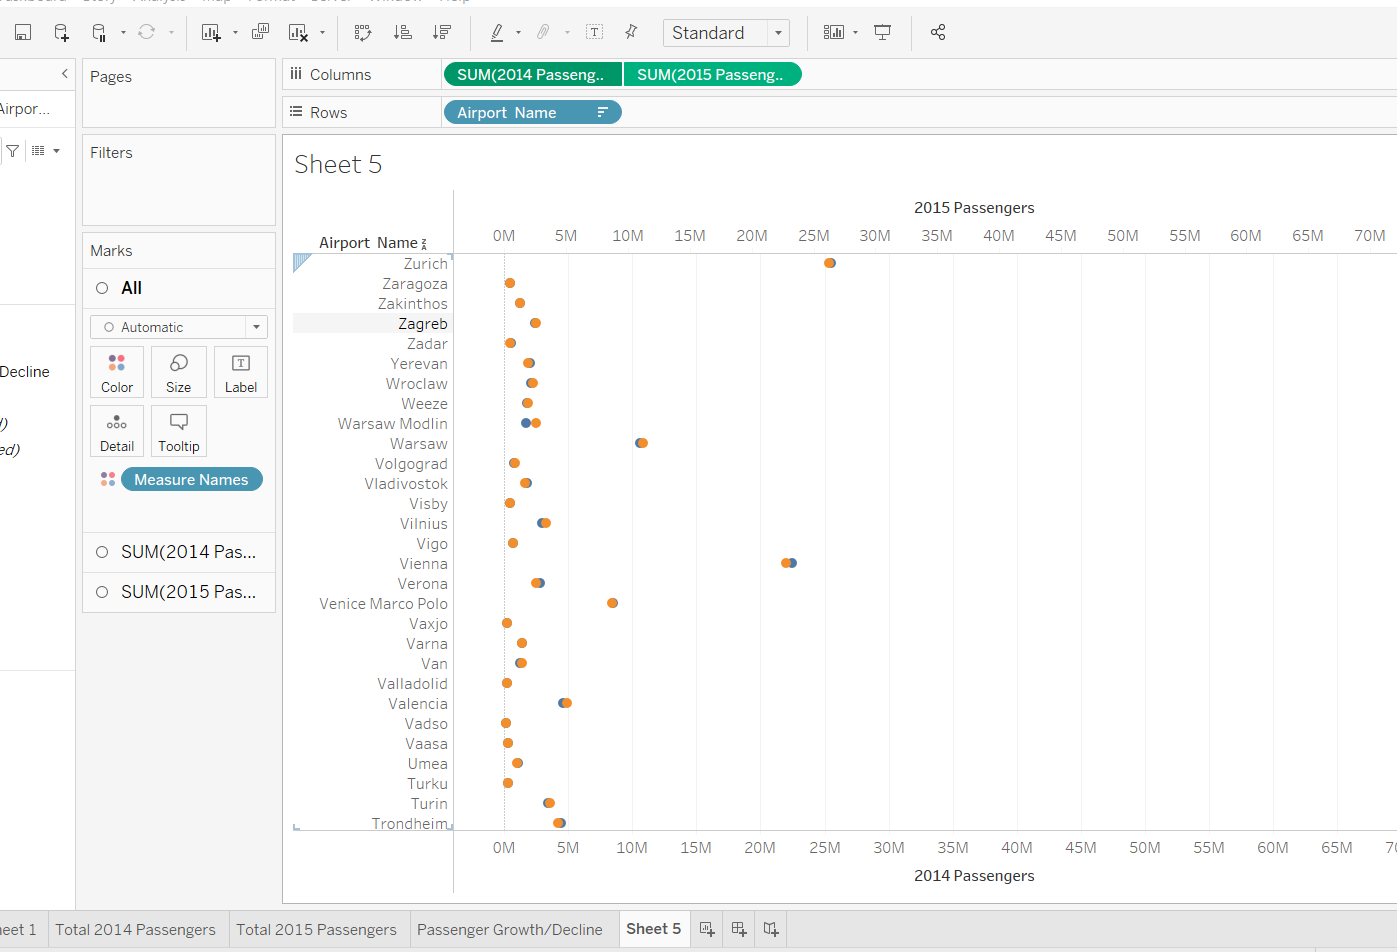 Standard
Airpor...
Decline
Pages
Filters
Marks
All
Automatic
Color Size Label
Detail Tooltip
Measure Names
SUM(2014 Pas...
SUM(2015 Pas...
Columns SUM(2014 Passeng.. SUM(2015 Passeng..
Rows Airport Name
Sheet 5
2015 Passengers
Airport Name 0M 5M 10M 15M 20M 25M 30M 35M 40M 45M 50M 55M 60M 65M 70M
Zurich
Zaragoza
Zakinthos
Zagreb
Zadar
Yerevan
Wroclaw
Weeze
Warsaw Modlin
Warsaw
Volgograd
Vladivostok
Visby
Vilnius
Vigo
Vienna
Verona
Venice Marco Polo
Vaxjo
Varna
Van
Valladolid
Valencia
Vadso
Vaasa
Umea
Turku
Turin
Trondheim
0M 5M 10M 15M 20M 25M 30M 35M 40M 45M 50M 55M 60M 65M
2014 Passengers
eet 1 Total 2014 Passengers Total 2015 Passengers Passenger Growth/Decline Sheet 5